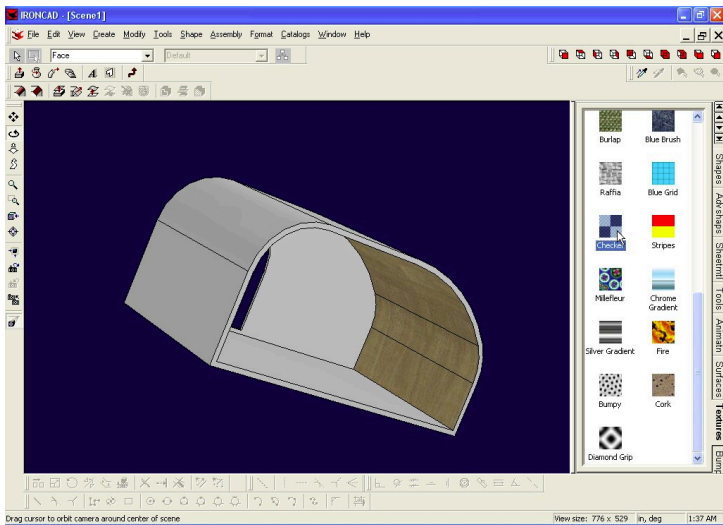 IRONCAD - [Scene1]
File Edit View Create Modify Tools Shape Assembly Format Catalogs Window Help
Face
Default
Burlap
Blue Brush
Raffia
Blue Grid
Checker
Stripes
Millefleur
Chrome
Gradient
Silver Gradient
Fire
Bumpy
Cork
Diamond Grip
Shapes
Advshaps
Sheetmtl
Tools
Animatn
Surfaces
Textures
Bump
Drag cursor to orbit camera around center of scene
View size: 776 x 529
in, deg
1:37 AM